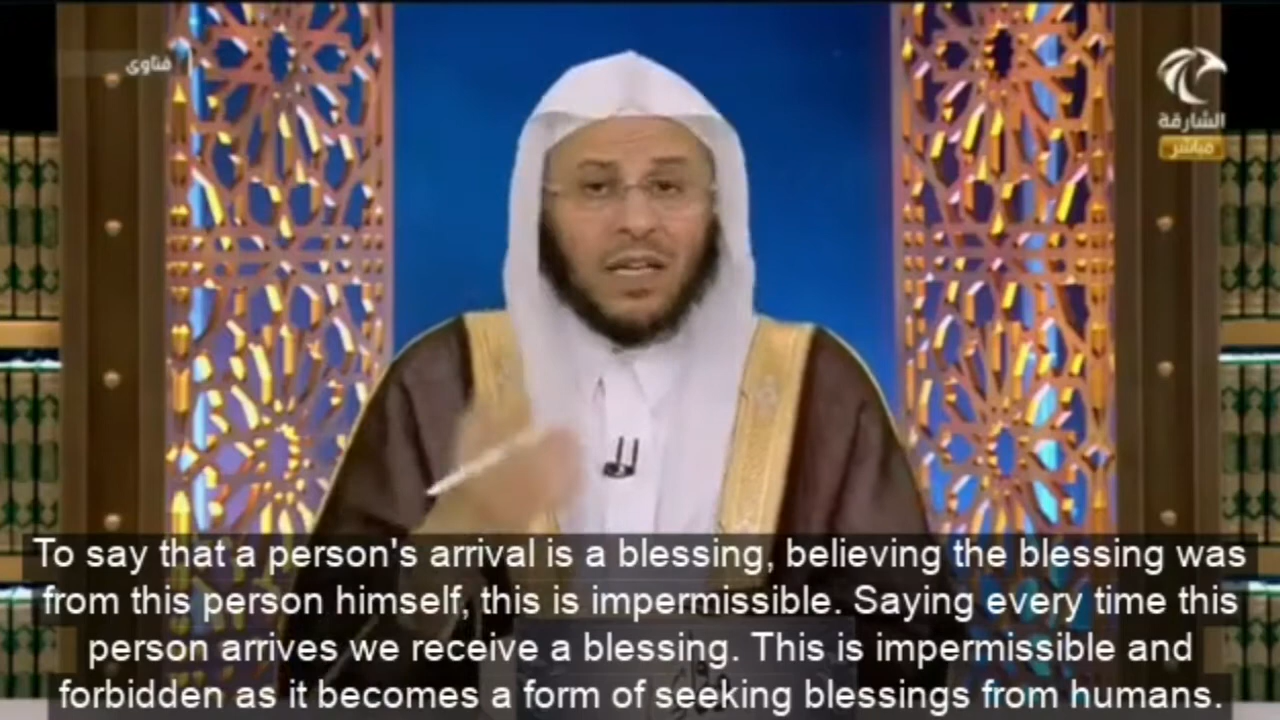 فتاوى
الشارقة
مباشر
To say that a person's arrival is a blessing, believing the blessing was
from this person himself, this is impermissible. Saying every time this
person arrives we receive a blessing. This is impermissible and
forbidden as it becomes a form of seeking blessings from humans.